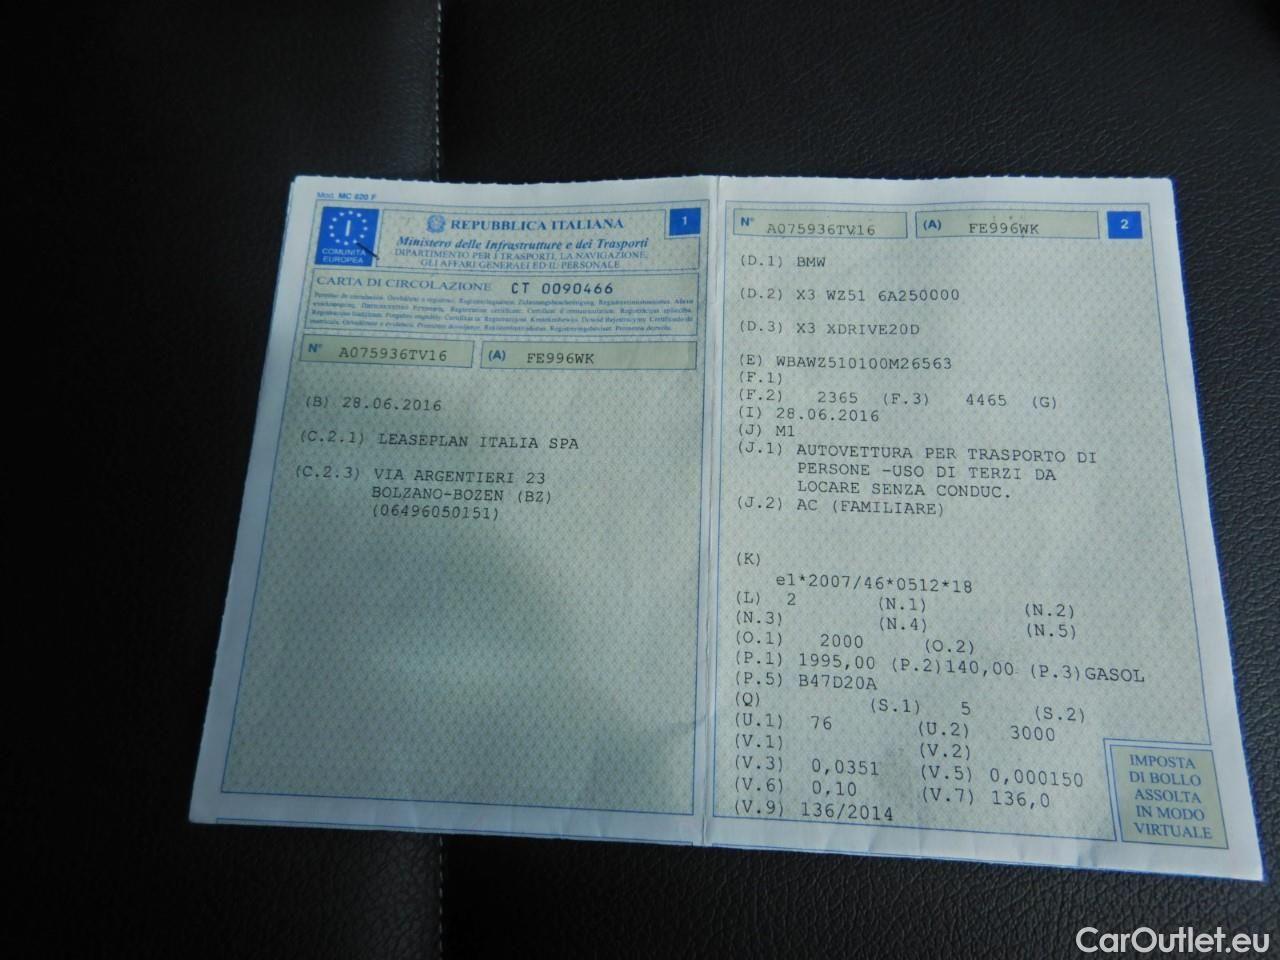 Mod. MC 820 F
I
COMUNITÀ
EUROPEA
REPUBBLICA ITALIANA
Ministero delle Infrastrutture e dei Trasporti
DIPARTIMENTO PER I TRASPORTI, LA NAVIGAZIONE,
GLI AFFARI GENERALI ED IL PERSONALE
1
CARTA DI CIRCOLAZIONE CT 0090466
N° A075936TV16 (A) FE996WK
(B) 28.06.2016
(C.2.1) LEASEPLAN ITALIA SPA
(C.2.3) VIA ARGENTIERI 23
BOLZANO-BOZEN (BZ)
(06496050151)
N° A075936TV16 (A) FE996WK 2
(D.1) BMW
(D.2) X3 WZ51 6A250000
(D.3) X3 XDRIVE20D
(E) WBAWZ510100M26563
(F.1)
(F.2) 2365 (F.3) 4465 (G)
(I) 28.06.2016
(J) M1
(J.1) AUTOVETTURA PER TRASPORTO DI
PERSONE -USO DI TERZI DA
LOCARE SENZA CONDUC.
(J.2) AC (FAMILIARE)
(K)
e1*2007/46*0512*18
(L) 2 (N.1) (N.2)
(N.3) (N.4) (N.5)
(O.1) 2000 (O.2)
(P.1) 1995,00 (P.2)140,00 (P.3)GASOL
(P.5) B47D20A
(Q) (S.1) 5 (S.2)
(U.1) 76 (U.2) 3000
(V.1) (V.2)
(V.3) 0,0351 (V.5) 0,000150
(V.6) 0,10 (V.7) 136,0
(V.9) 136/2014
IMPOSTA
DI BOLLO
ASSOLTA
IN MODO
VIRTUALE
CarOutlet.eu